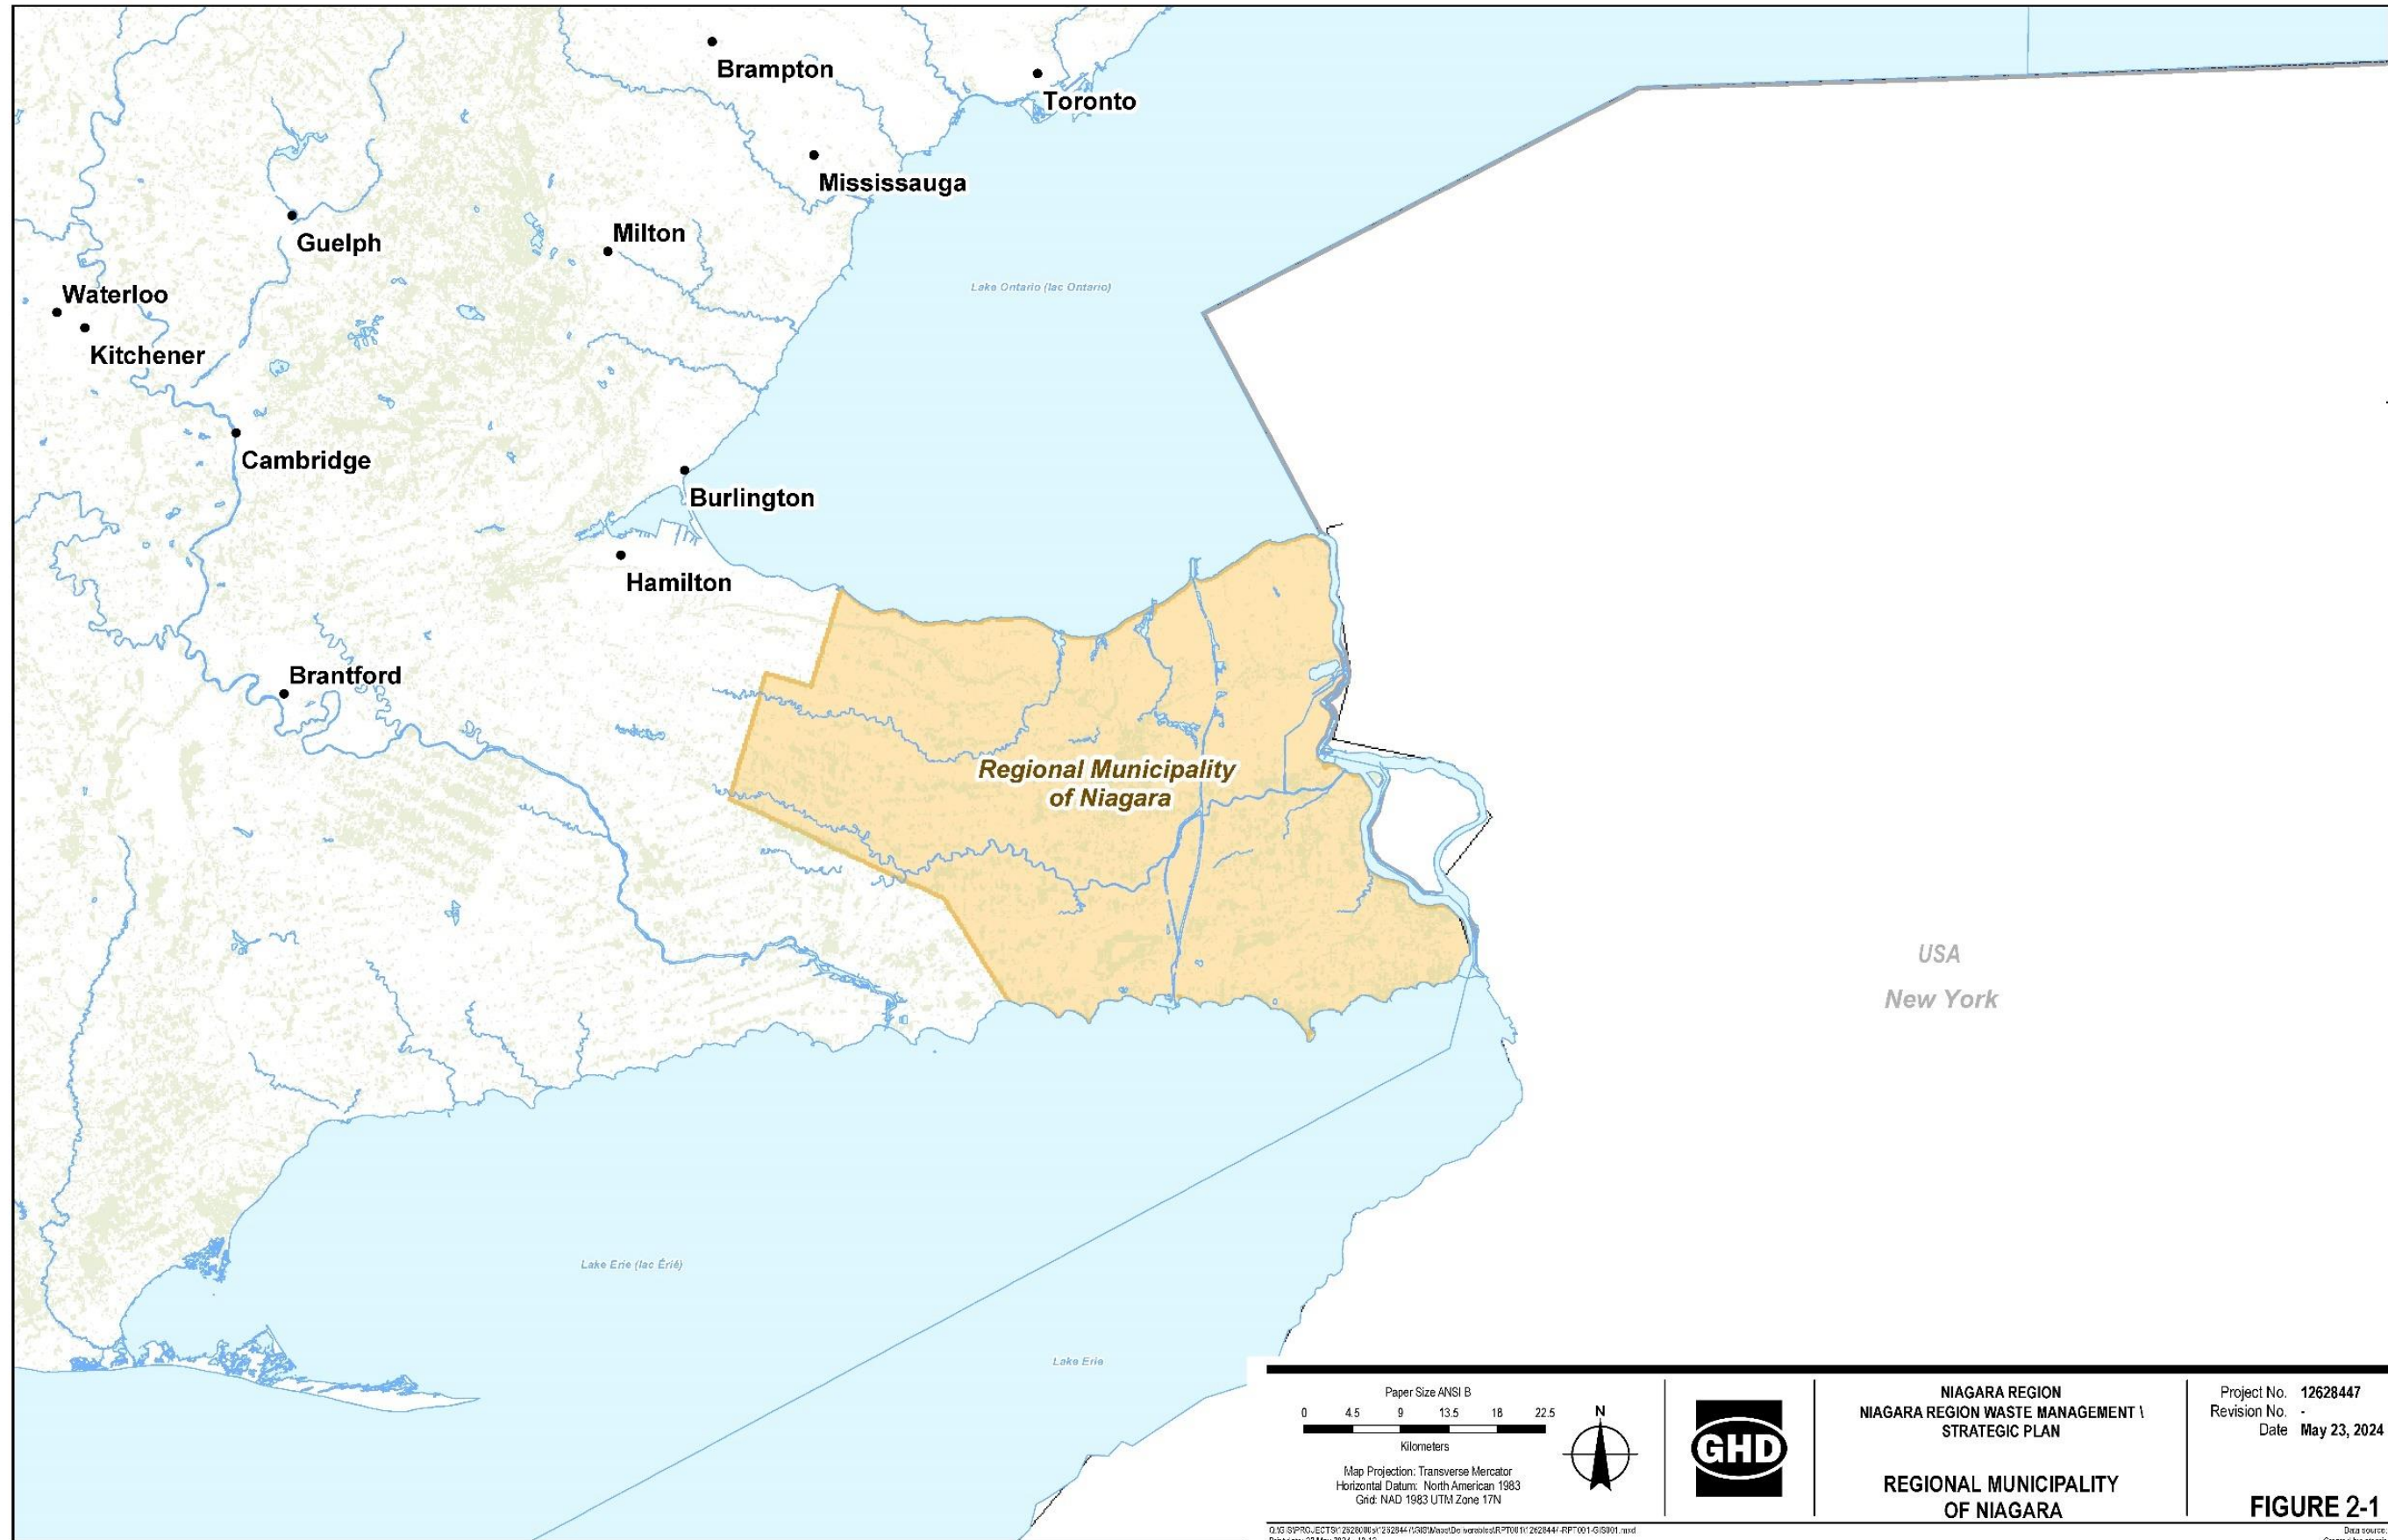 Brampton
Toronto
Mississauga
Guelph
Milton
Lake Ontario (lac Ontario)
Waterloo
Kitchener
Cambridge
Burlington
Hamilton
Brantford
Regional Municipality
of Niagara
USA
New York
Lake Erie (lac Érié)
Lake Erie
Paper Size ANSI B
0 4.5 9 13.5 18 22.5
Kilometers
Map Projection: Transverse Mercator
Horizontal Datum: North American 1983
Grid: NAD 1983 UTM Zone 17N
N
GHD
NIAGARA REGION
NIAGARA REGION WASTE MANAGEMENT \
STRATEGIC PLAN
REGIONAL MUNICIPALITY
OF NIAGARA
Project No. 12628447
Revision No. -
Date May 23, 2024
FIGURE 2-1
Data source: